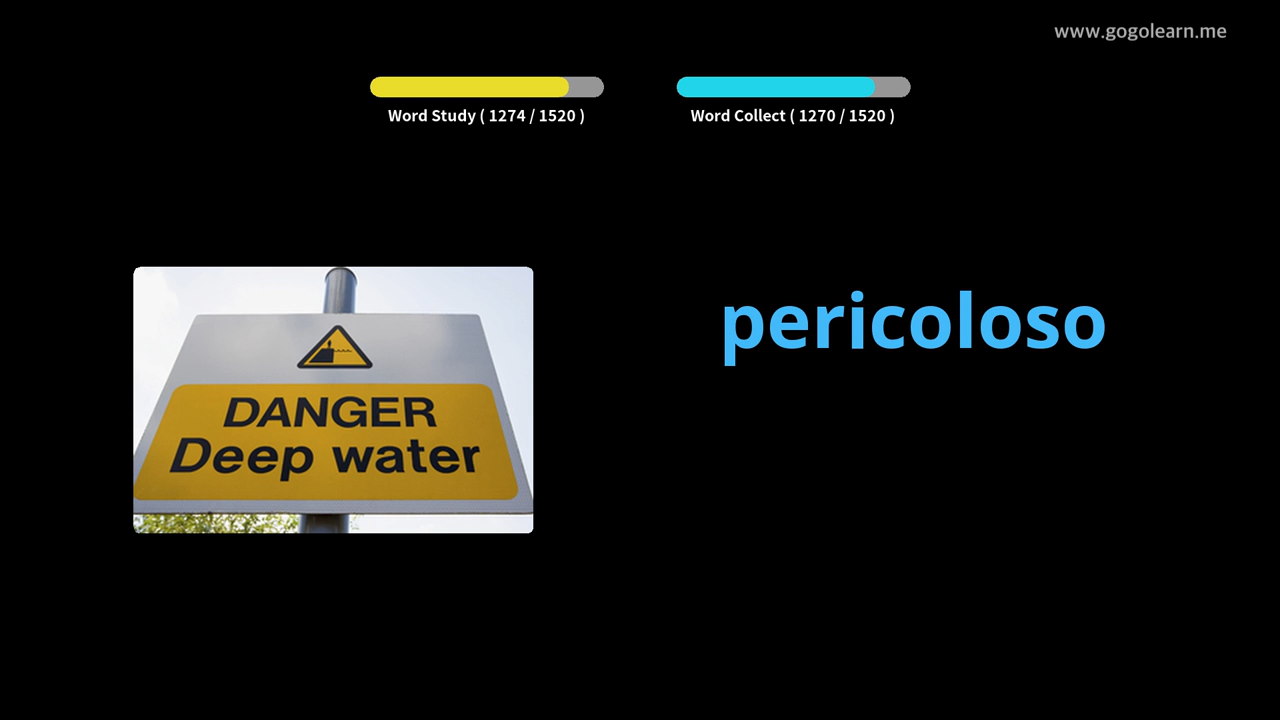 www.gogolearn.me
Word Study ( 1274 / 1520 )
Word Collect ( 1270 / 1520 )
pericoloso
DANGER
Deep water